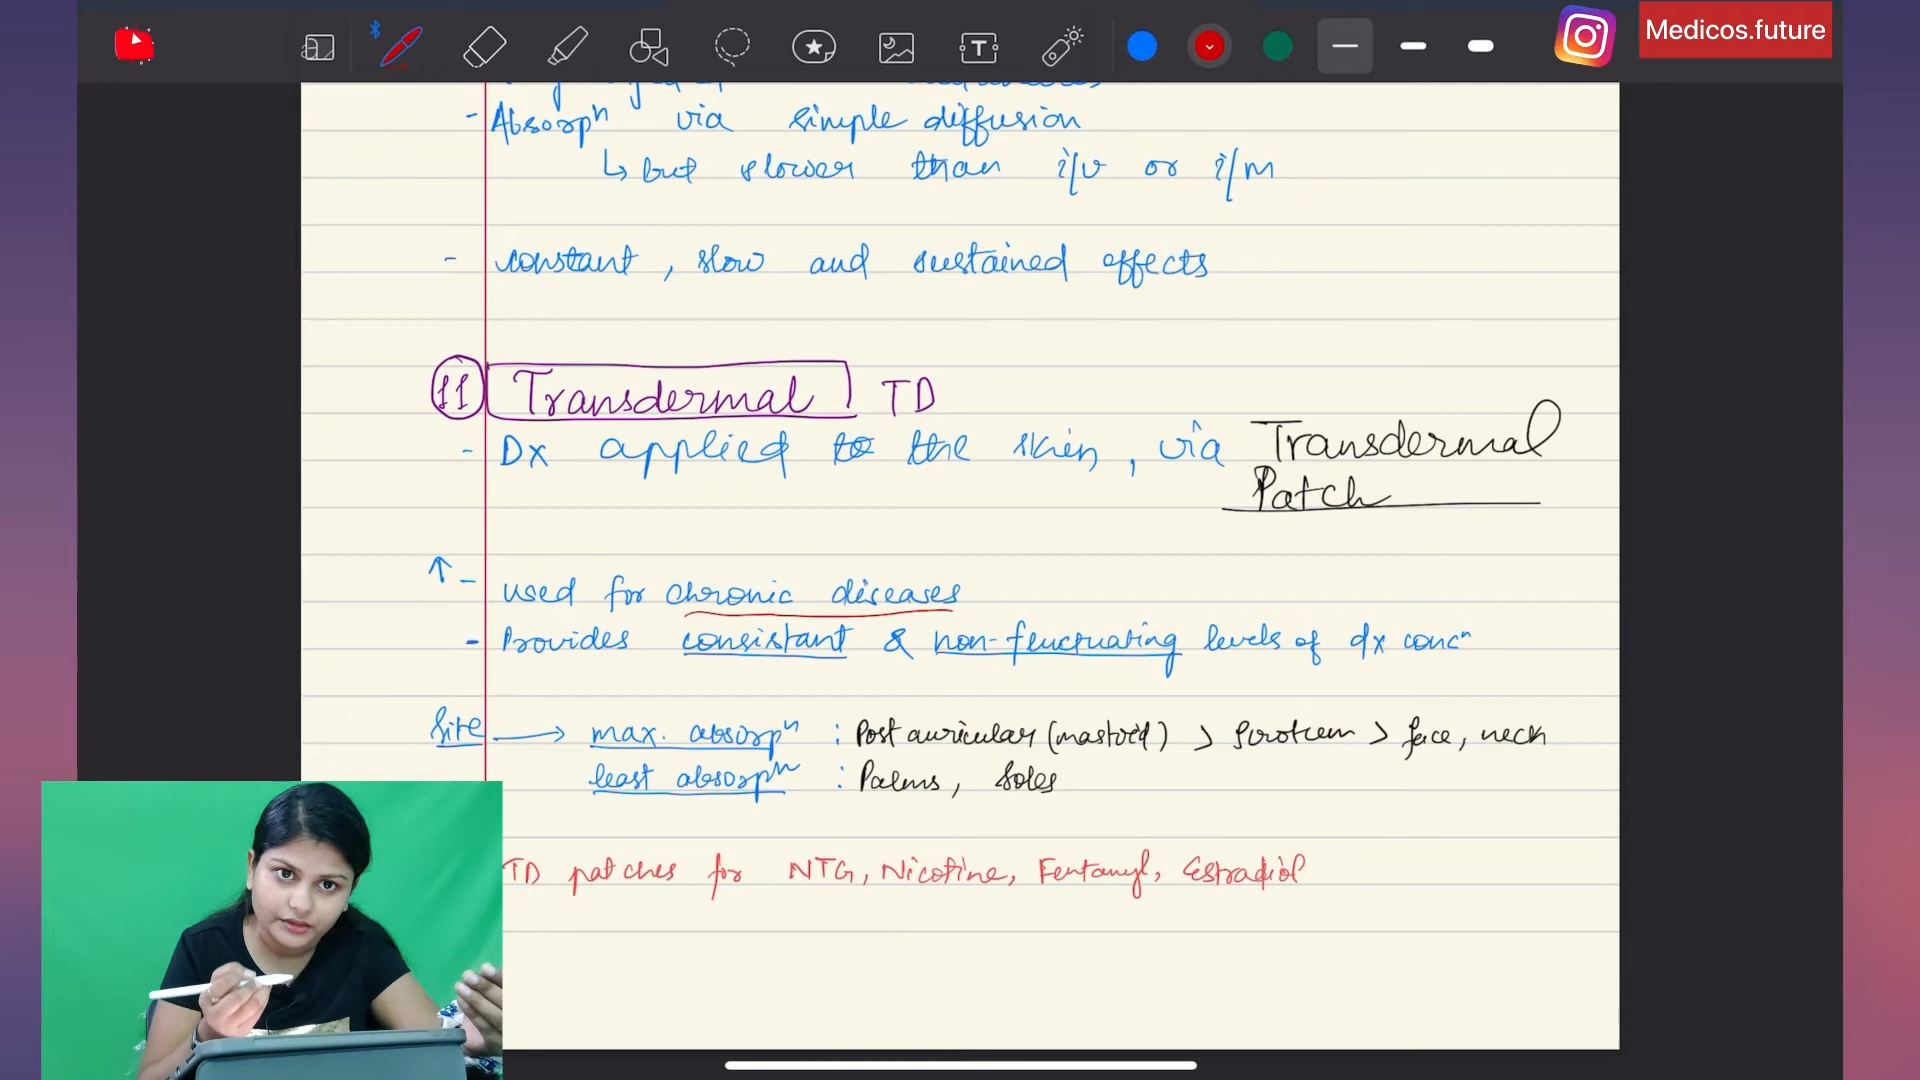 Medicos.future
- Absorpⁿ via simple diffusion
↳ but slower than i/v or i/m
- constant, slow and sustained effects
11 Transdermal TD
- Dx applied to the skin, via Transdermal
Patch
↑ - used for chronic diseases
- Provides consistant & non-fluctuating levels of dx concⁿ
Site → max. absorpⁿ : Post auricular (mastoid) > scrotum > face, neck
least absorpⁿ : Palms, Soles
TD patches for NTG, Nicotine, Fentanyl, Estradiol